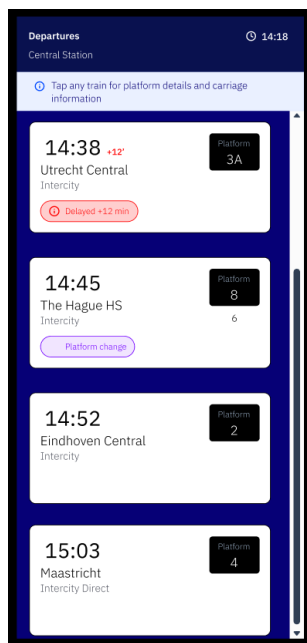 Departures
14:18
Central Station
Tap any train for platform details and carriage
information
14:38 +12'
Platform
3A
Utrecht Central
Intercity
Delayed +12 min
14:45
Platform
8
The Hague HS
Intercity
6
Platform change
14:52
Platform
2
Eindhoven Central
Intercity
15:03
Platform
4
Maastricht
Intercity Direct